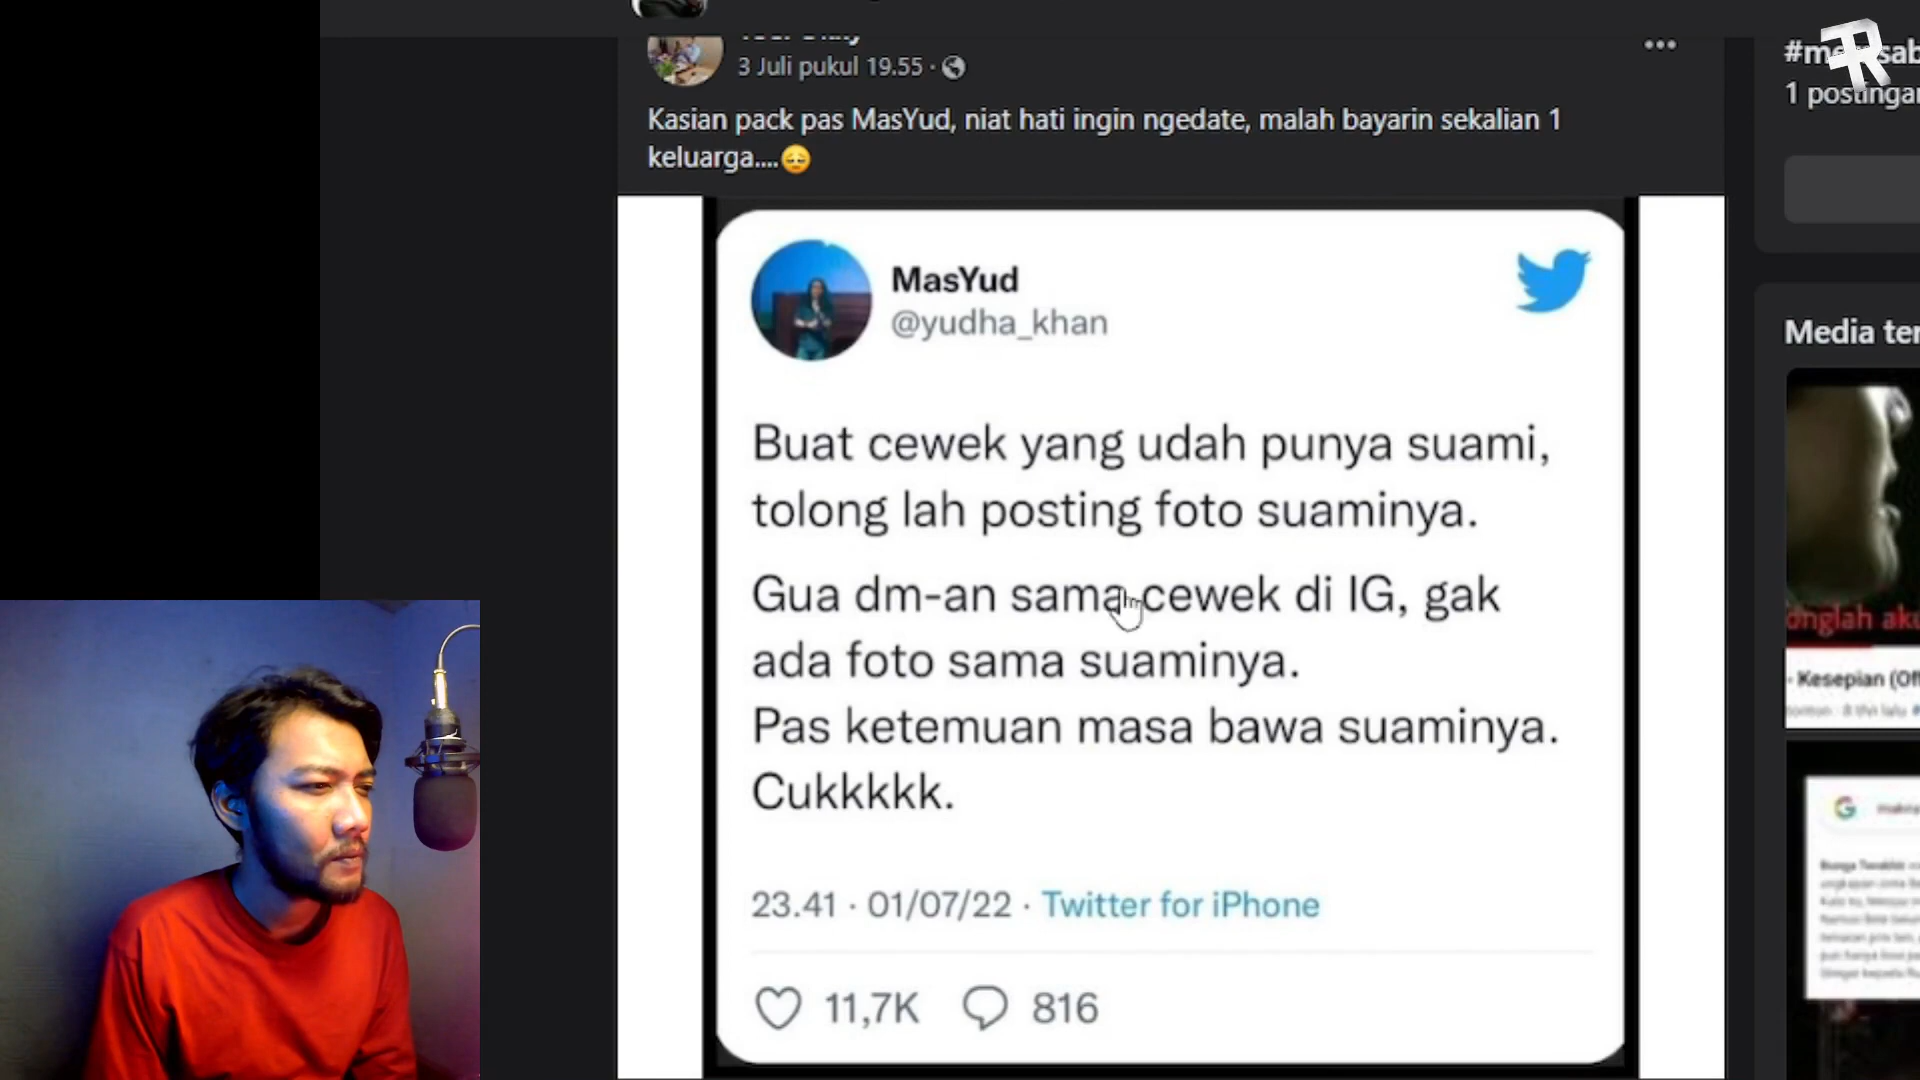 3 Juli pukul 19.55 ·
Kasian pack pas MasYud, niat hati ingin ngedate, malah bayarin sekalian 1
keluarga....
MasYud
@yudha_khan
Buat cewek yang udah punya suami,
tolong lah posting foto suaminya.
Gua dm-an sama cewek di IG, gak
ada foto sama suaminya.
Pas ketemuan masa bawa suaminya.
Cukkkkk.
23.41 · 01/07/22 · Twitter for iPhone
11,7K 816
1 postingan
Media ter
onglah aku
- Kesepian (Off